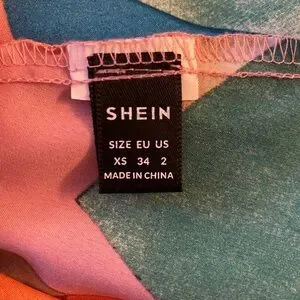 SHEIN
SIZE EU US
XS 34 2
MADE IN CHINA